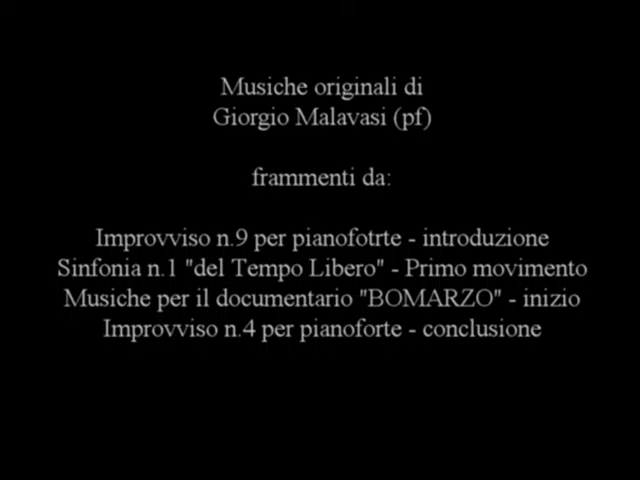 Musiche originali di
Giorgio Malavasi (pf)
frammenti da:
Improvviso n.9 per pianofotrte - introduzione
Sinfonia n.1 "del Tempo Libero" - Primo movimento
Musiche per il documentario "BOMARZO" - inizio
Improvviso n.4 per pianoforte - conclusione